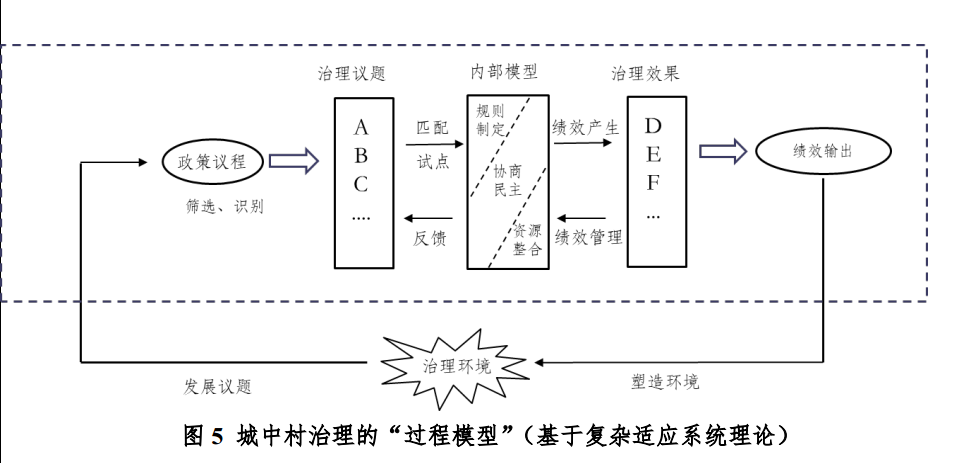 治理议题
内部模型
治理效果
政策议程
筛选、识别
A
B
C
....
匹配
试点
反馈
规则
制定
协商
民主
资源
整合
绩效产生
绩效管理
D
E
F
...
绩效输出
治理环境
发展议题
塑造环境
图 5 城中村治理的“过程模型”（基于复杂适应系统理论）